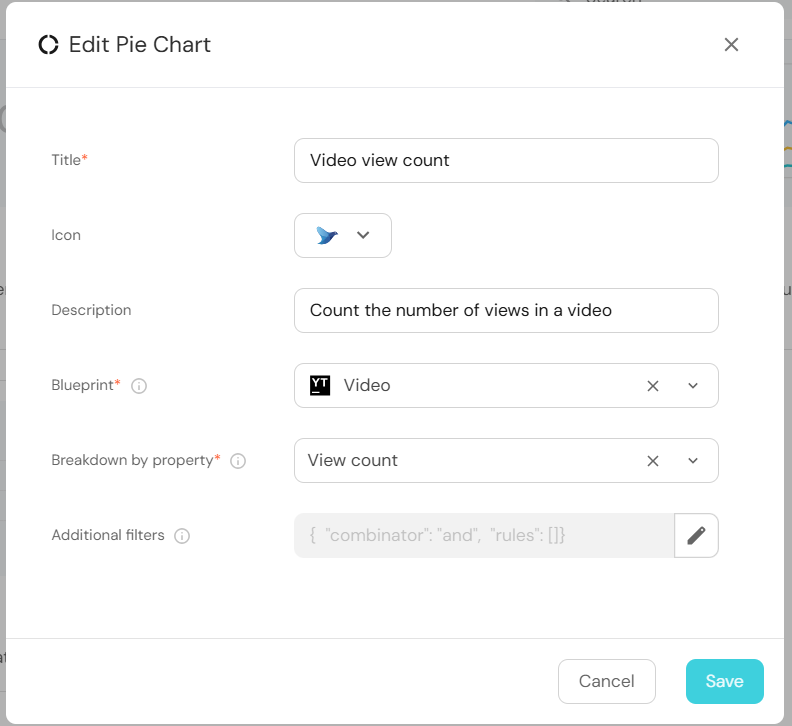 Edit Pie Chart
Title*
Video view count
Icon
Description
Count the number of views in a video
Blueprint*
YT
Video
Breakdown by property*
View count
Additional filters
{ "combinator": "and", "rules": []}
Cancel
Save